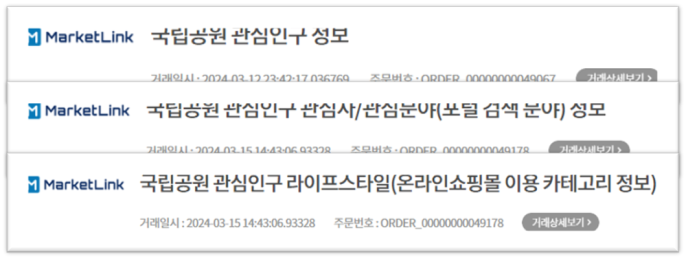 MarketLink 국립공원 관심인구 정보
거래일시 : 2024-03-12 23:42:17.036769 주문번호 : ORDER_00000000049067 거래상세보기 >
MarketLink 국립공원 관심인구 관심사/관심분야(포털 검색 분야) 정보
거래일시 : 2024-03-15 14:43:06.93328 주문번호 : ORDER_00000000049178 거래상세보기 >
MarketLink 국립공원 관심인구 라이프스타일(온라인쇼핑몰 이용 카테고리 정보)
거래일시 : 2024-03-15 14:43:06.93328 주문번호 : ORDER_00000000049178 거래상세보기 >